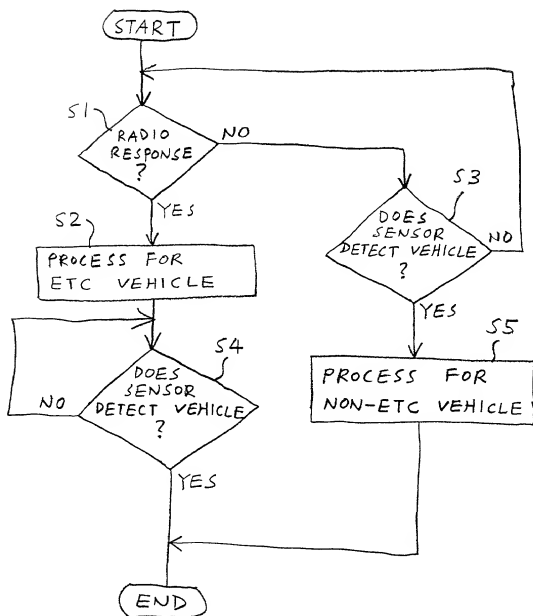 START
S1
RADIO
RESPONSE
?
NO
YES
S3
DOES
SENSOR
DETECT VEHICLE
?
NO
YES
S2
PROCESS FOR
ETC VEHICLE
S4
DOES
SENSOR
DETECT VEHICLE
?
NO
YES
S5
PROCESS FOR
NON-ETC VEHICLE
END